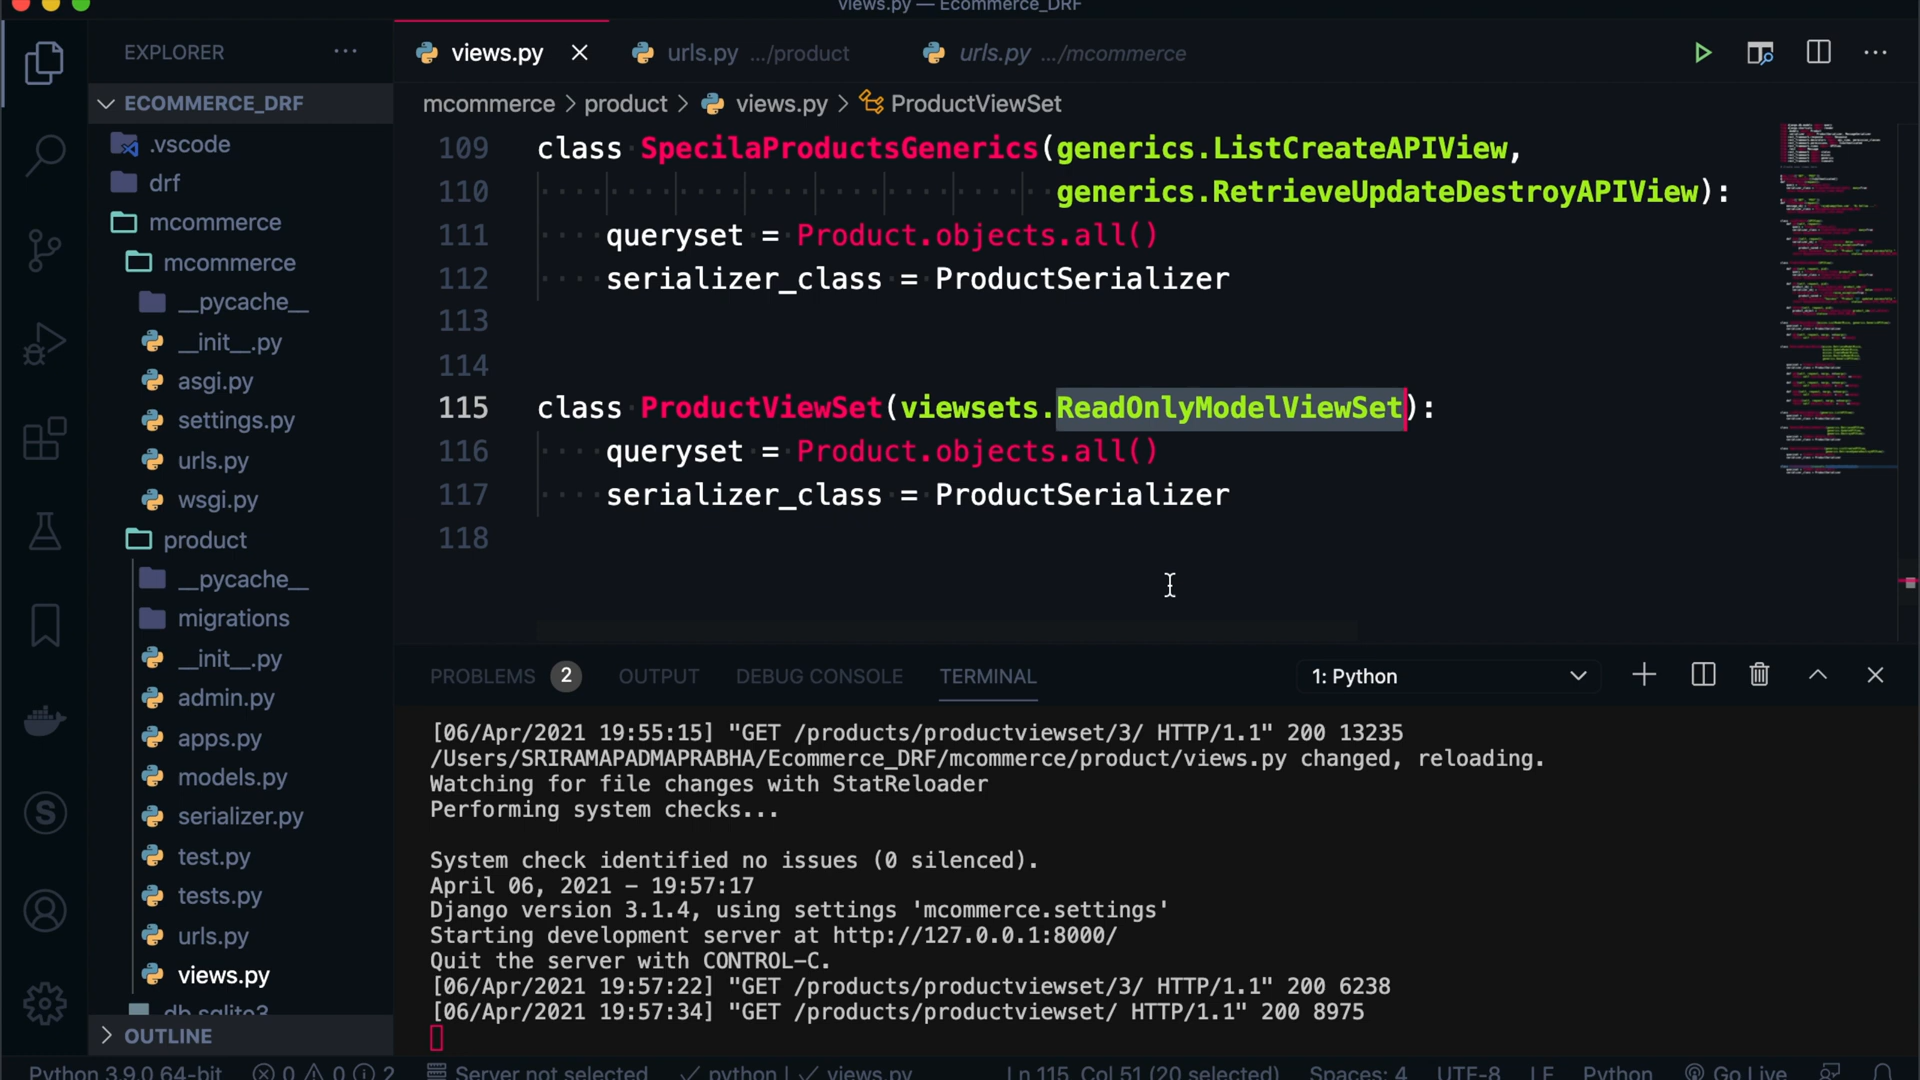 views.py — Ecommerce_DRF
EXPLORER
views.py
urls.py .../product
urls.py .../mcommerce
ECOMMERCE_DRF
mcommerce > product > views.py > ProductViewSet
.vscode
drf
mcommerce
mcommerce
__pycache__
__init__.py
asgi.py
settings.py
urls.py
wsgi.py
product
__pycache__
migrations
__init__.py
admin.py
apps.py
models.py
serializer.py
test.py
tests.py
urls.py
views.py
db.sqlite3
OUTLINE
109 class SpecilaProductsGenerics(generics.ListCreateAPIView,
110 generics.RetrieveUpdateDestroyAPIView):
111 queryset = Product.objects.all()
112 serializer_class = ProductSerializer
113
114
115 class ProductViewSet(viewsets.ReadOnlyModelViewSet):
116 queryset = Product.objects.all()
117 serializer_class = ProductSerializer
118
PROBLEMS 2 OUTPUT DEBUG CONSOLE TERMINAL 1: Python
[06/Apr/2021 19:55:15] "GET /products/productviewset/3/ HTTP/1.1" 200 13235
/Users/SRIRAMAPADMAPRABHA/Ecommerce_DRF/mcommerce/product/views.py changed, reloading.
Watching for file changes with StatReloader
Performing system checks...
System check identified no issues (0 silenced).
April 06, 2021 - 19:57:17
Django version 3.1.4, using settings 'mcommerce.settings'
Starting development server at http://127.0.0.1:8000/
Quit the server with CONTROL-C.
[06/Apr/2021 19:57:22] "GET /products/productviewset/3/ HTTP/1.1" 200 6238
[06/Apr/2021 19:57:34] "GET /products/productviewset/ HTTP/1.1" 200 8975
Python 3.9.0 64-bit 0 0 2 Server not selected python views.py Ln 115, Col 51 (20 selected) Spaces: 4 UTF-8 LF Python Go Live